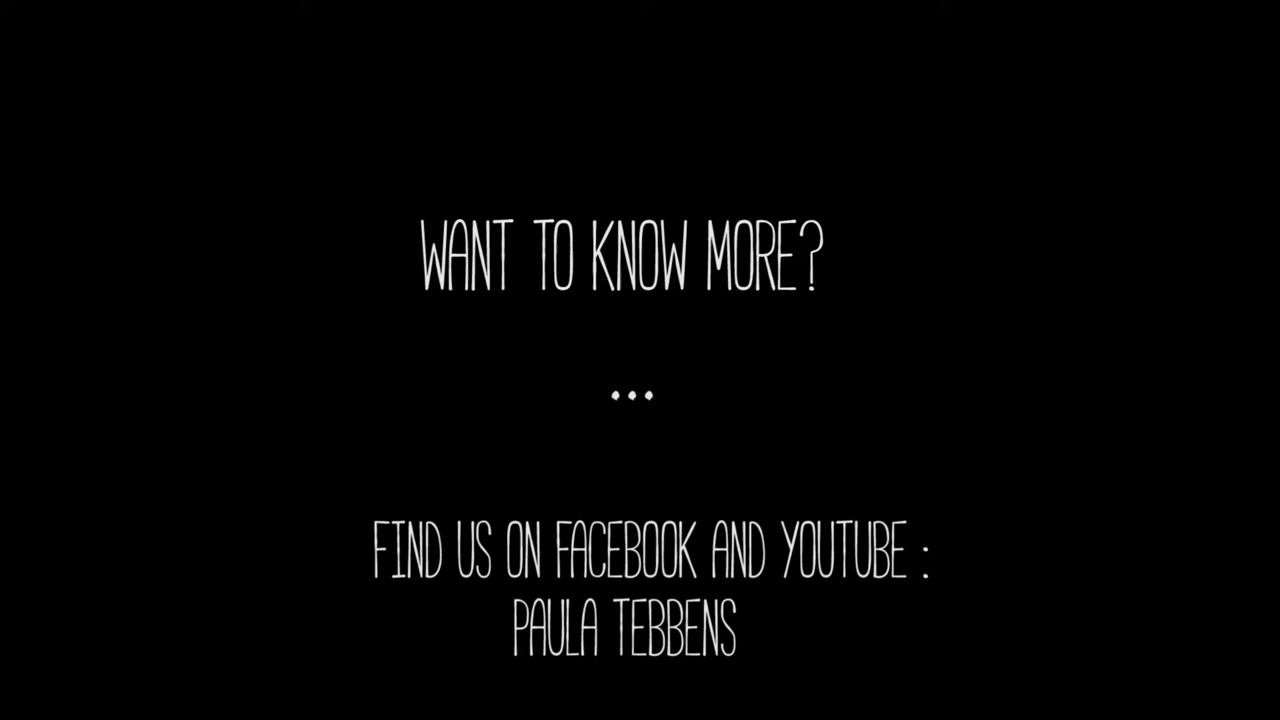 WANT TO KNOW MORE?
...
FIND US ON FACEBOOK AND YOUTUBE :
PAULA TEBBENS